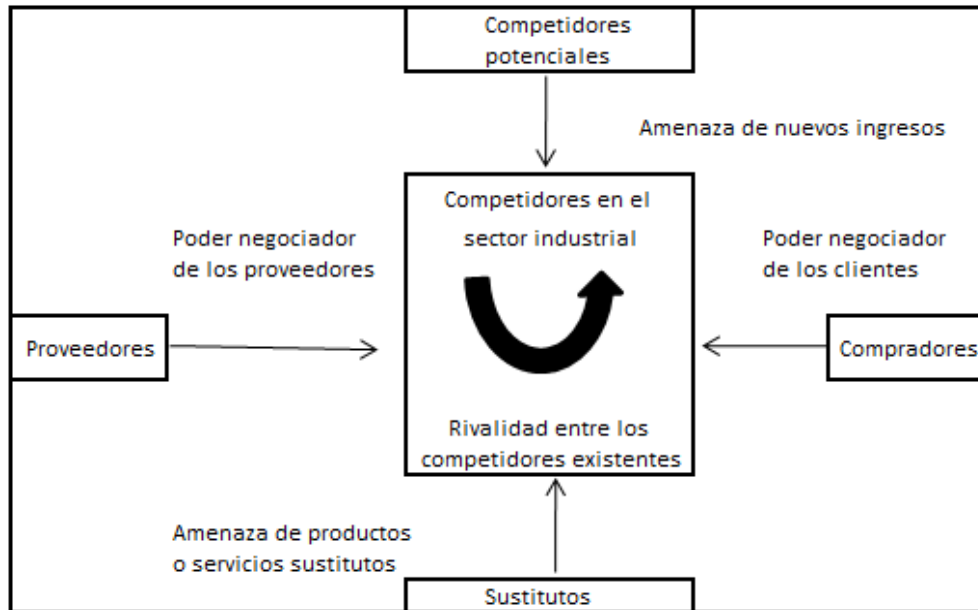 Competidores
potenciales
Amenaza de nuevos ingresos
Competidores en el
sector industrial
Poder negociador
de los proveedores
Poder negociador
de los clientes
Proveedores
Compradores
Rivalidad entre los
competidores existentes
Amenaza de productos
o servicios sustitutos
Sustitutos